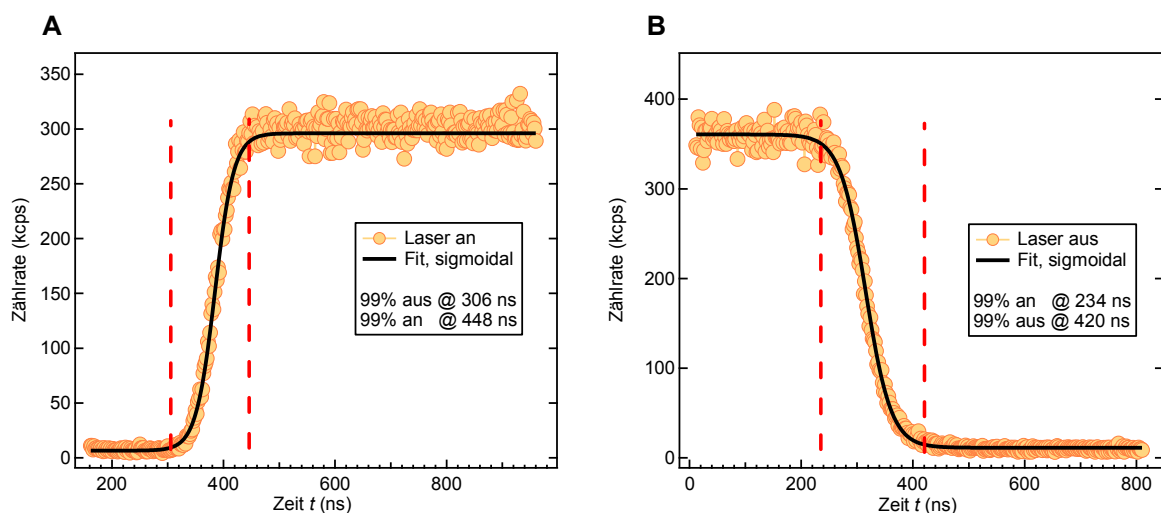 A
Zählrate (kcps)
350
300
250
200
150
100
50
0
Laser an
Fit, sigmoidal
99% aus @ 306 ns
99% an @ 448 ns
200 400 600 800
Zeit t (ns)
B
Zählrate (kcps)
400
300
200
100
0
Laser aus
Fit, sigmoidal
99% an @ 234 ns
99% aus @ 420 ns
0 200 400 600 800
Zeit t (ns)